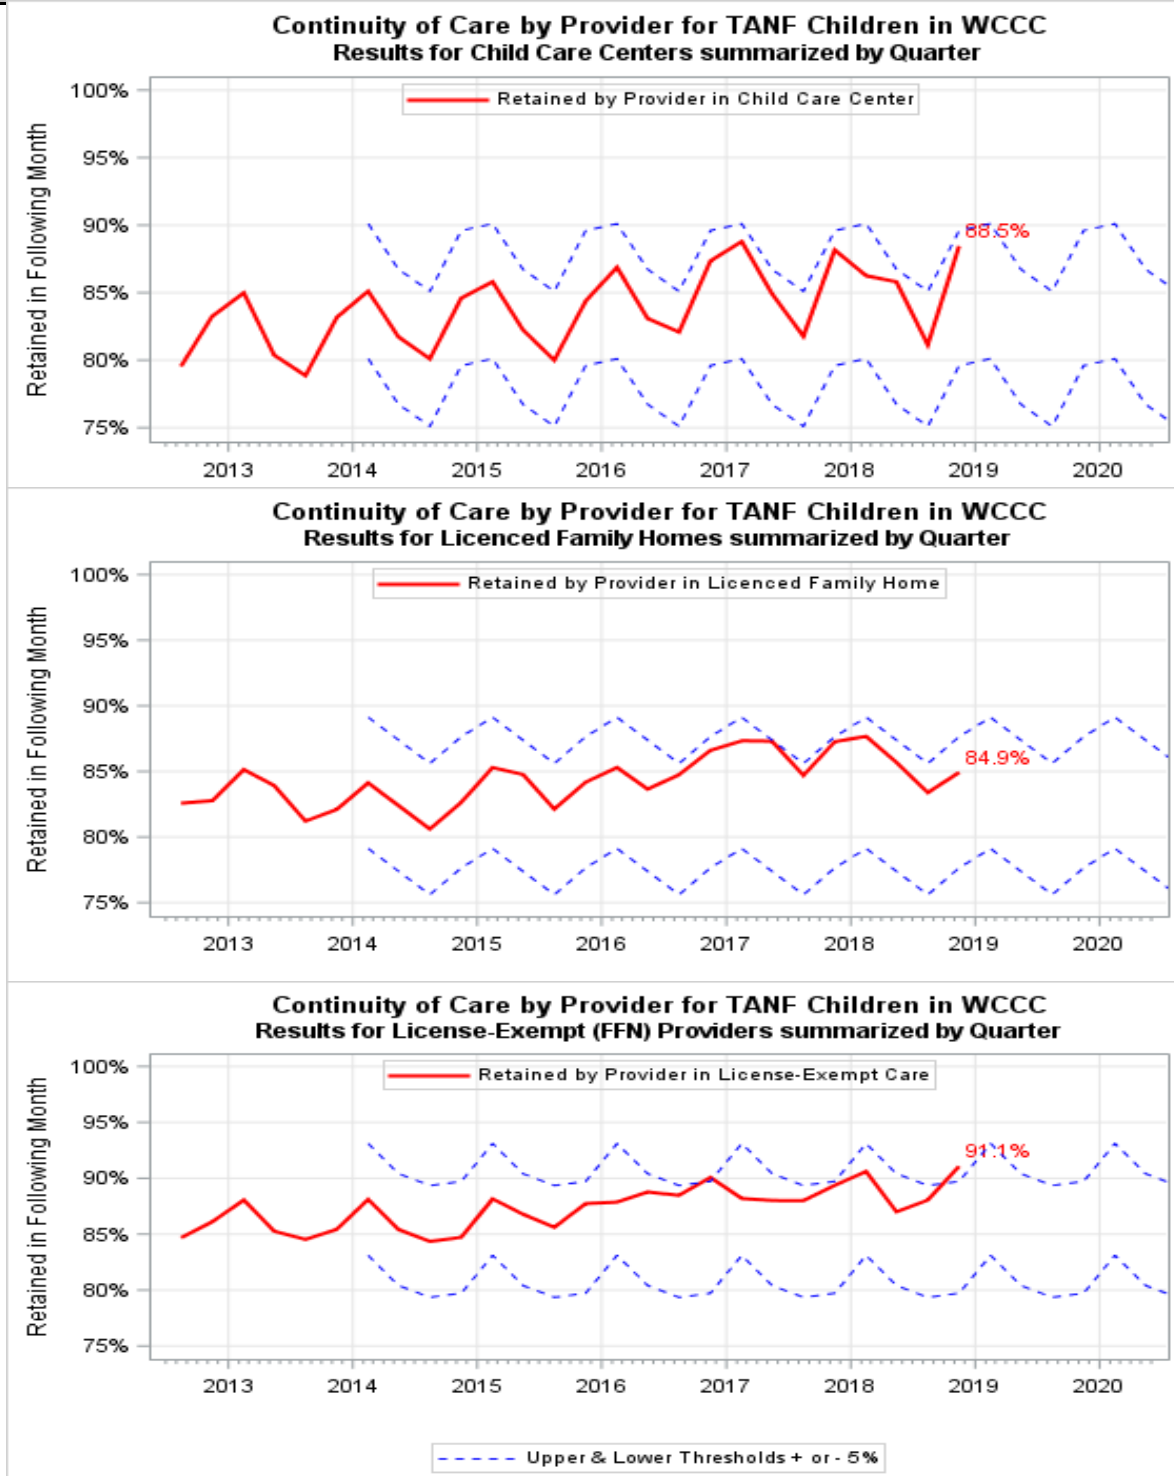 Continuity of Care by Provider for TANF Children in WCCC
Results for Child Care Centers summarized by Quarter
Retained by Provider in Child Care Center
Retained in Following Month
100%
95%
90%
85%
80%
75%
88.5%
2013 2014 2015 2016 2017 2018 2019 2020
Continuity of Care by Provider for TANF Children in WCCC
Results for Licenced Family Homes summarized by Quarter
Retained by Provider in Licenced Family Home
Retained in Following Month
100%
95%
90%
85%
80%
75%
84.9%
2013 2014 2015 2016 2017 2018 2019 2020
Continuity of Care by Provider for TANF Children in WCCC
Results for License-Exempt (FFN) Providers summarized by Quarter
Retained by Provider in License-Exempt Care
Retained in Following Month
100%
95%
90%
85%
80%
75%
91.1%
2013 2014 2015 2016 2017 2018 2019 2020
Upper & Lower Thresholds + or - 5%